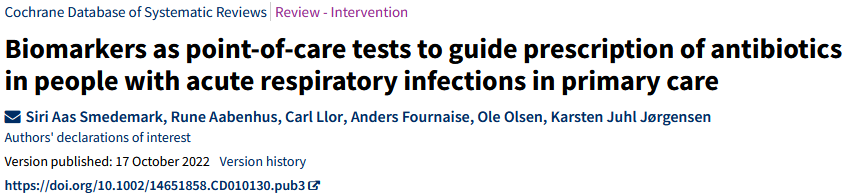 Cochrane Database of Systematic Reviews | Review - Intervention
Biomarkers as point-of-care tests to guide prescription of antibiotics
in people with acute respiratory infections in primary care
Siri Aas Smedemark, Rune Aabenhus, Carl Llor, Anders Fournaise, Ole Olsen, Karsten Juhl Jørgensen
Authors' declarations of interest
Version published: 17 October 2022 Version history
https://doi.org/10.1002/14651858.CD010130.pub3